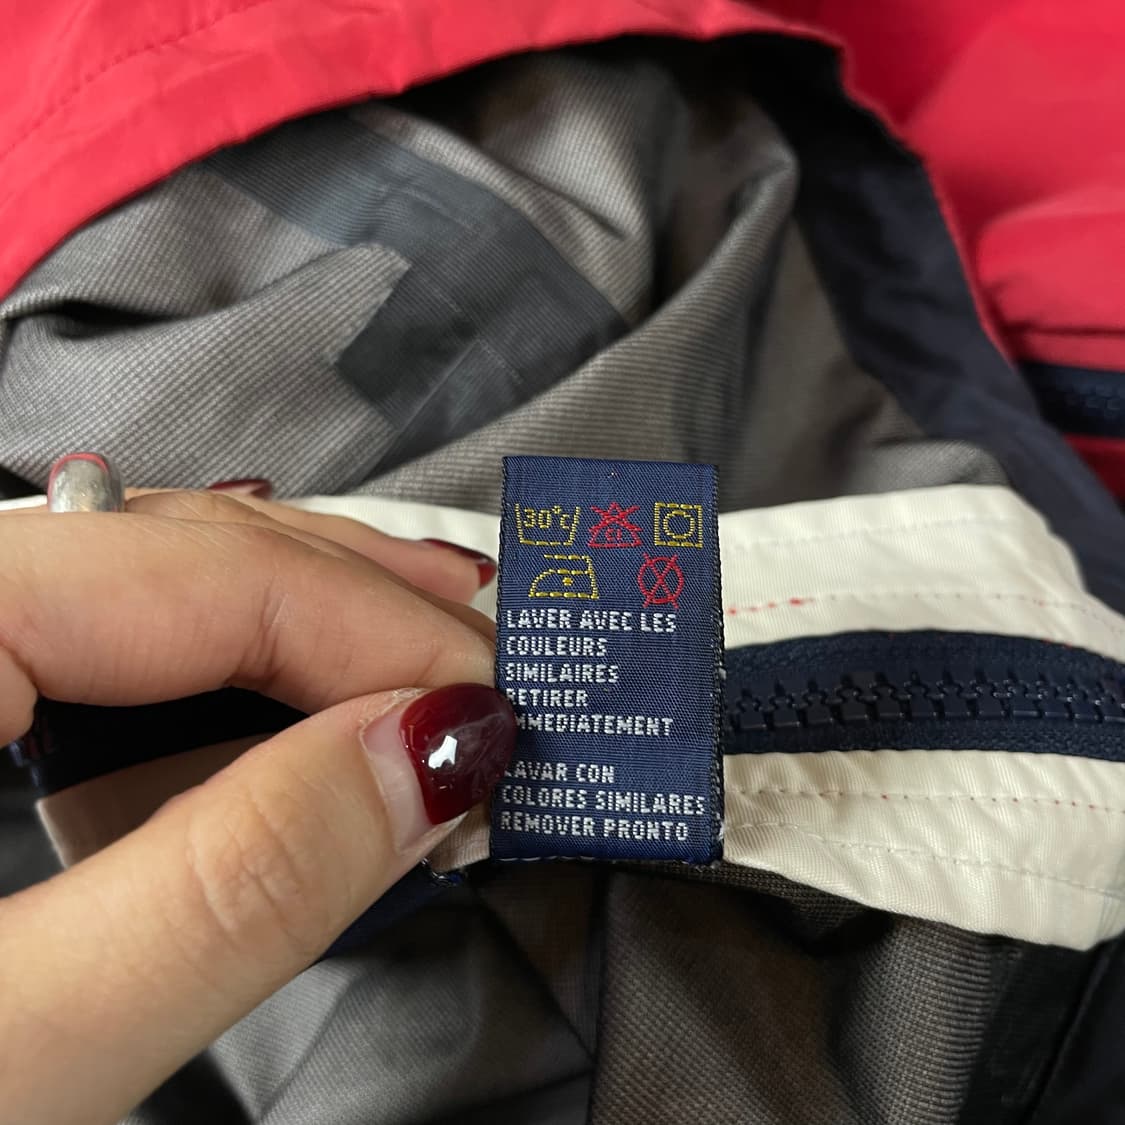 30°c
Cl
LAVER AVEC LES
COULEURS
SIMILAIRES
RETIRER
IMMEDIATEMENT
LAVAR CON
COLORES SIMILARES
REMOVER PRONTO